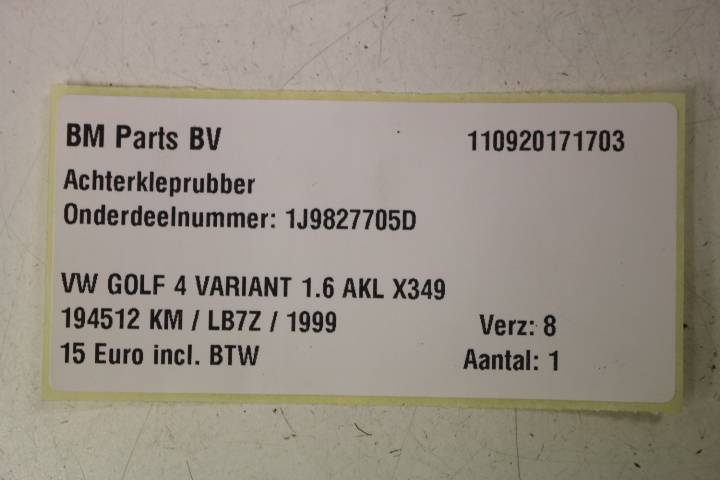 BM Parts BV 110920171703
Achterkleprubber
Onderdeelnummer: 1J9827705D
VW GOLF 4 VARIANT 1.6 AKL X349
194512 KM / LB7Z / 1999 Verz: 8
15 Euro incl. BTW Aantal: 1